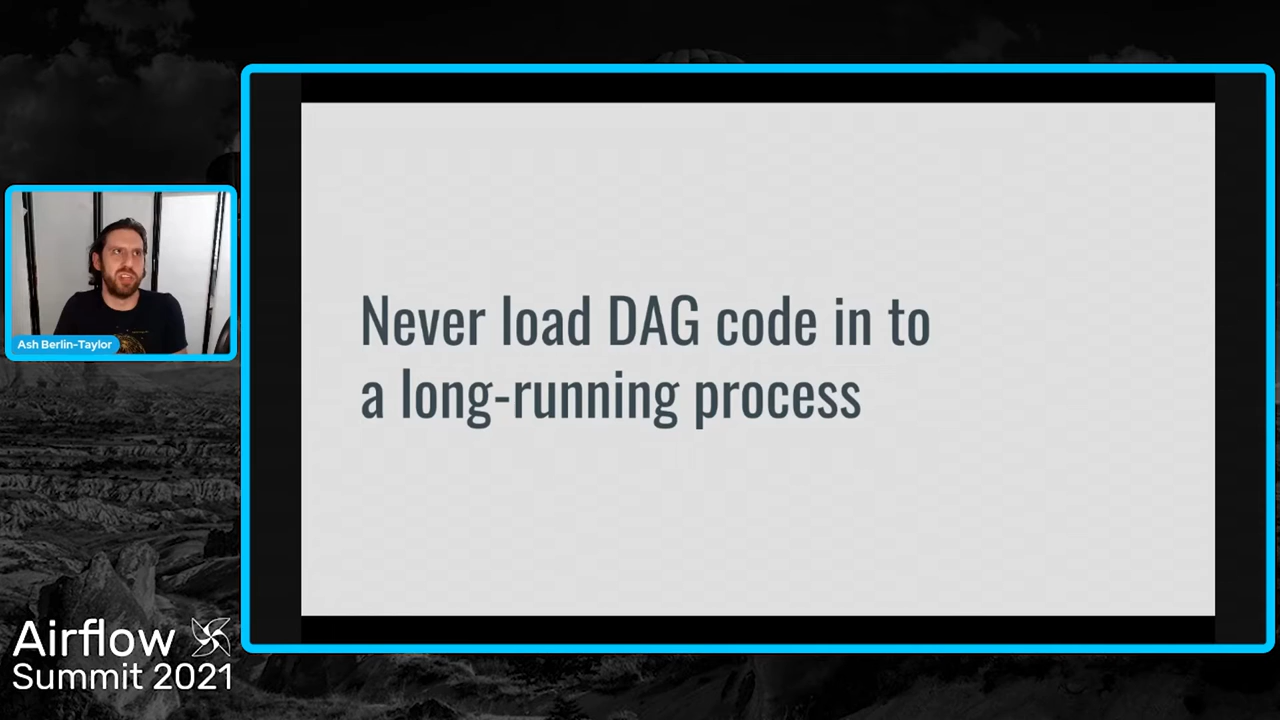 Never load DAG code in to
a long-running process
Ash Berlin-Taylor
Airflow
Summit 2021